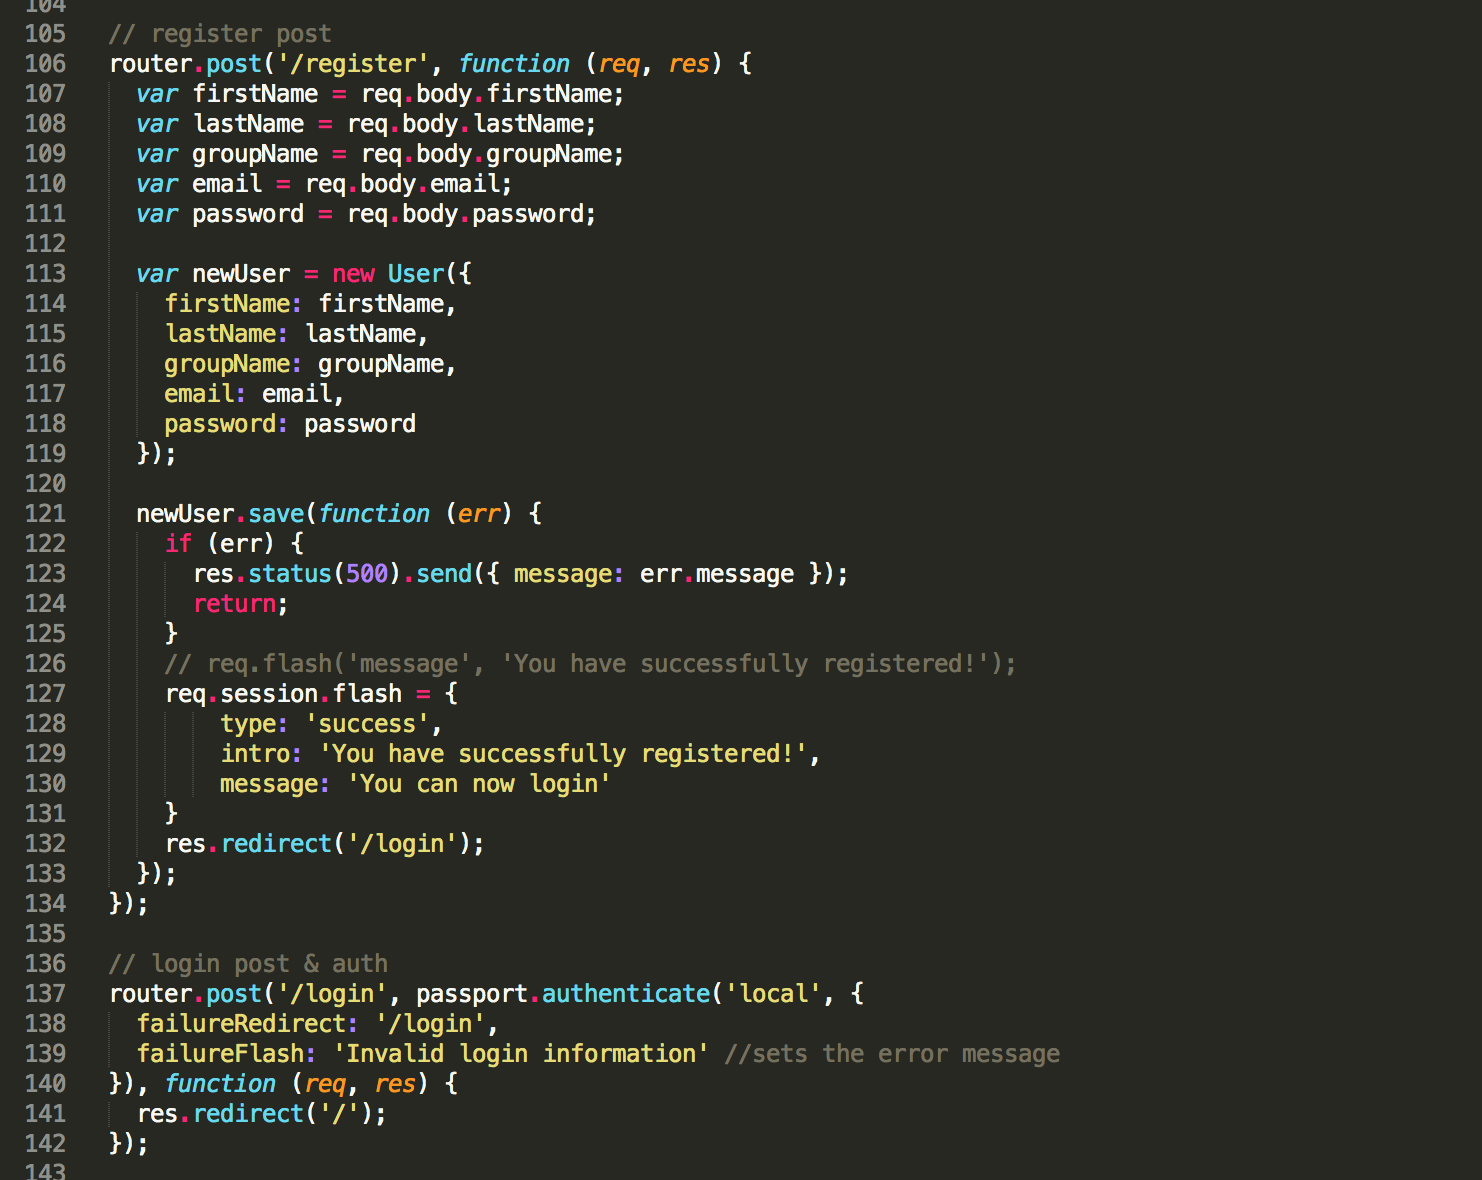 104
105 // register post
106 router.post('/register', function (req, res) {
107   var firstName = req.body.firstName;
108   var lastName = req.body.lastName;
109   var groupName = req.body.groupName;
110   var email = req.body.email;
111   var password = req.body.password;
112
113   var newUser = new User({
114     firstName: firstName,
115     lastName: lastName,
116     groupName: groupName,
117     email: email,
118     password: password
119   });
120
121   newUser.save(function (err) {
122     if (err) {
123       res.status(500).send({ message: err.message });
124       return;
125     }
126     // req.flash('message', 'You have successfully registered!');
127     req.session.flash = {
128         type: 'success',
129         intro: 'You have successfully registered!',
130         message: 'You can now login'
131     }
132     res.redirect('/login');
133   });
134 });
135
136 // login post & auth
137 router.post('/login', passport.authenticate('local', {
138   failureRedirect: '/login',
139   failureFlash: 'Invalid login information' //sets the error message
140 }), function (req, res) {
141   res.redirect('/');
142 });
143